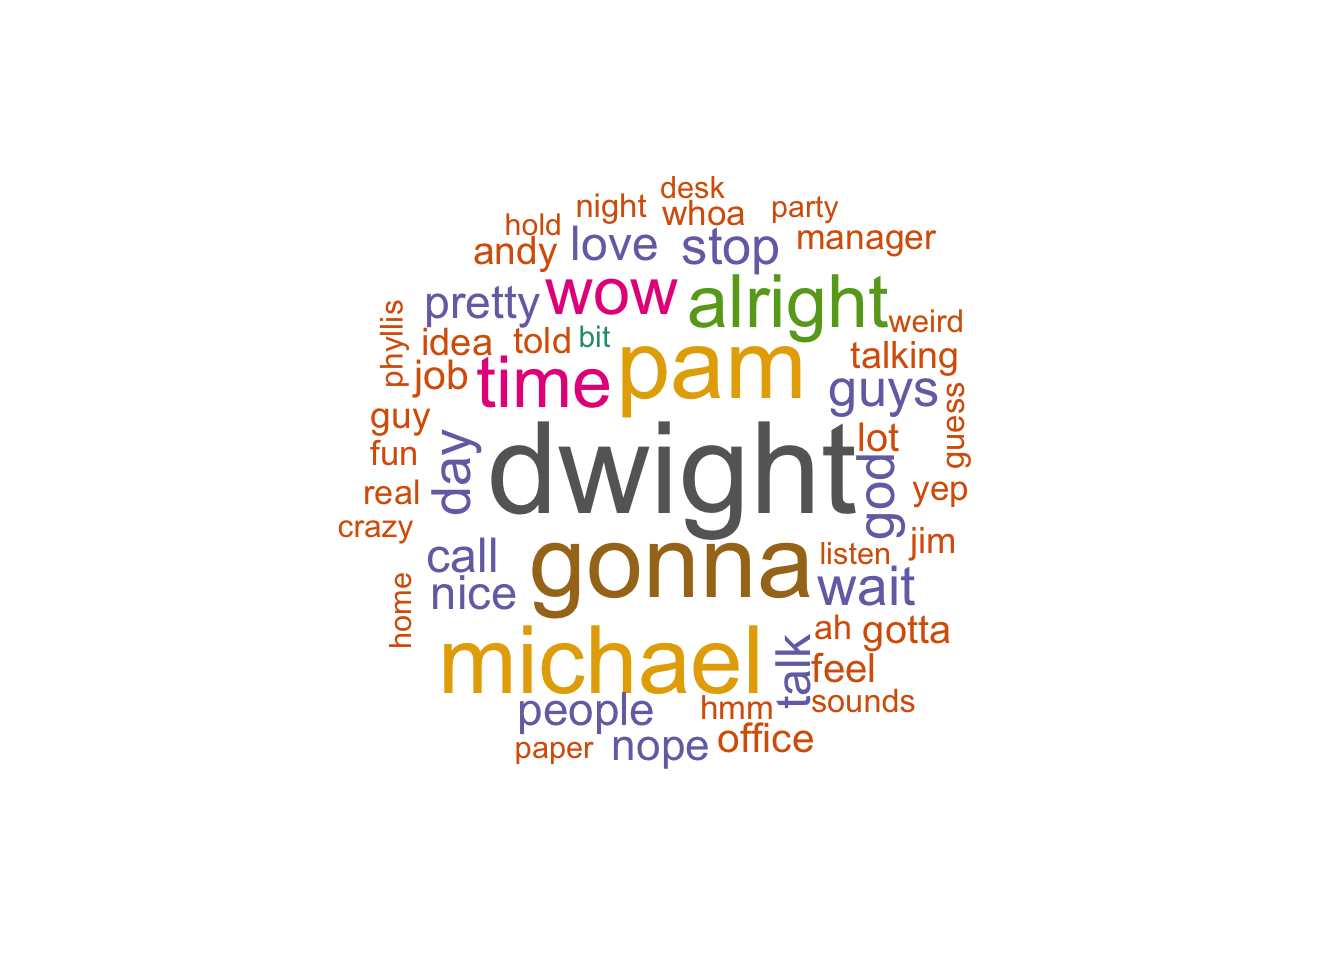 desk
night
whoa
party
hold
love
stop
manager
andy
wow
alright
pretty
weird
phyllis
idea
told
bit
pam
talking
job
time
guys
guess
guy
lot
fun
day
dwight
god
real
yep
crazy
call
gonna
listen
jim
nice
wait
home
ah
gotta
michael
talk
feel
people
hmm
sounds
paper
nope
office